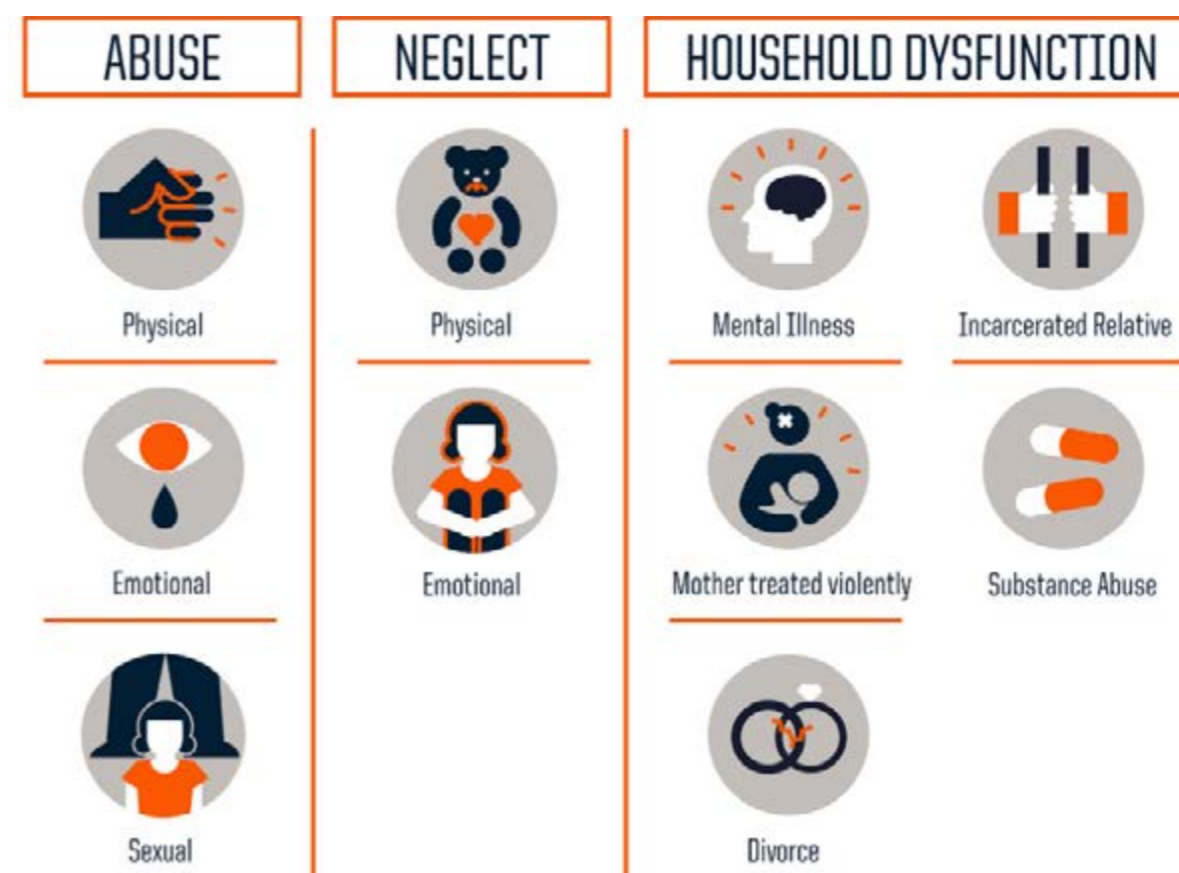 ABUSE
NEGLECT
HOUSEHOLD DYSFUNCTION
Physical
Physical
Mental Illness
Incarcerated Relative
Emotional
Emotional
Mother treated violently
Substance Abuse
Sexual
Divorce